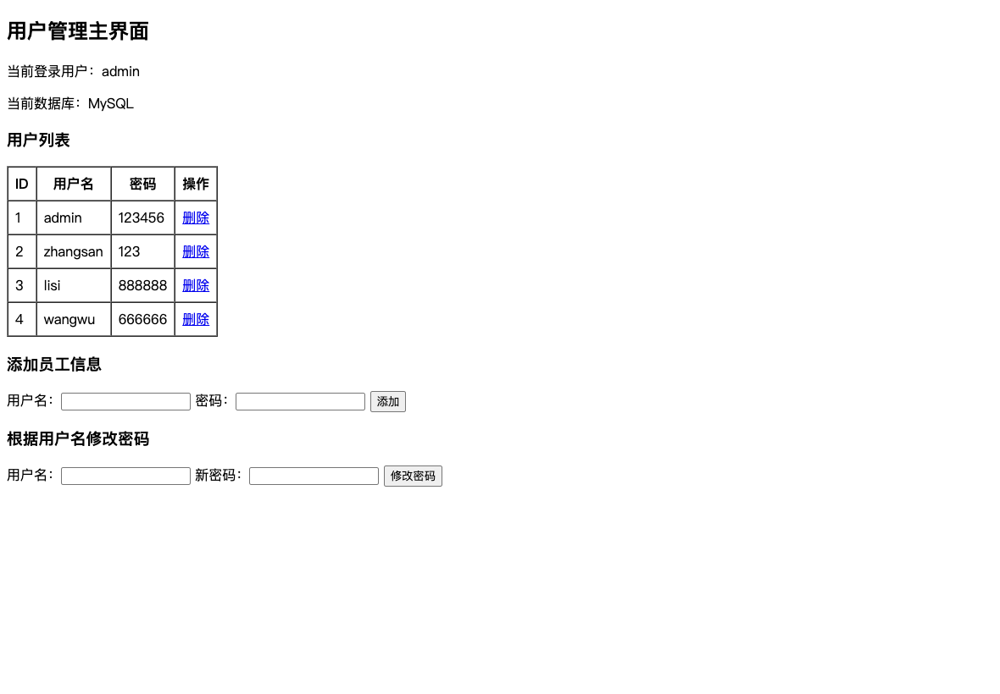 用户管理主界面
当前登录用户：admin
当前数据库：MySQL
用户列表
ID 用户名 密码 操作
1 admin 123456 删除
2 zhangsan 123 删除
3 lisi 888888 删除
4 wangwu 666666 删除
添加员工信息
用户名： 密码： 添加
根据用户名修改密码
用户名： 新密码： 修改密码